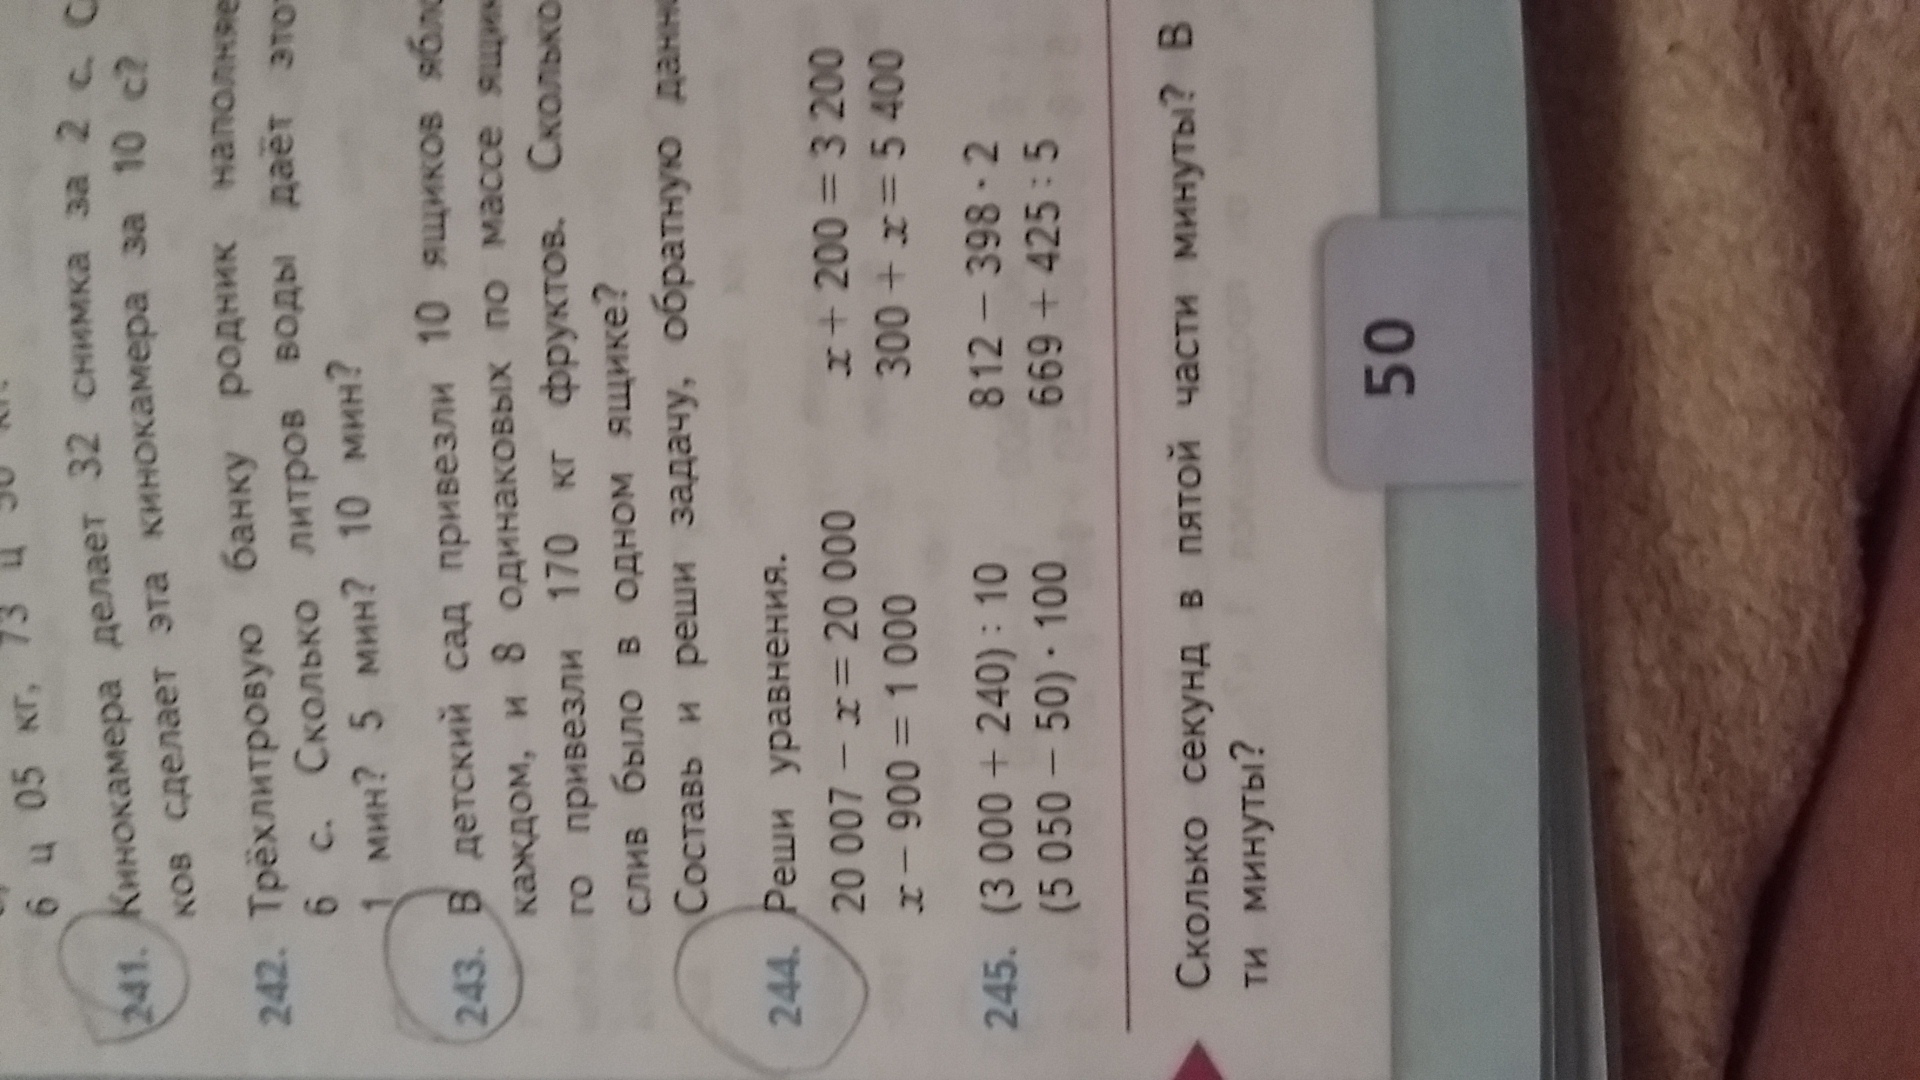 6 ц 05 кг, 73 ц
241. Кинокамера делает 32 снимка за 2 с.
ков сделает эта кинокамера за 10 с?
242. Трёхлитровую банку родник наполняе
6 с. Сколько литров воды даёт этот
1 мин? 5 мин? 10 мин?
243. В детский сад привезли 10 ящиков ябло
каждом, и 8 одинаковых по массе ящик
го привезли 170 кг фруктов. Сколько
слив было в одном ящике?
Составь и реши задачу, обратную данн
244. Реши уравнения.
20 007 − x = 20 000 x + 200 = 3 200
x − 900 = 1 000 300 + x = 5 400
245. (3 000 + 240) : 10 812 − 398 · 2
(5 050 − 50) · 100 669 + 425 : 5
Сколько секунд в пятой части минуты? В
ти минуты?
50